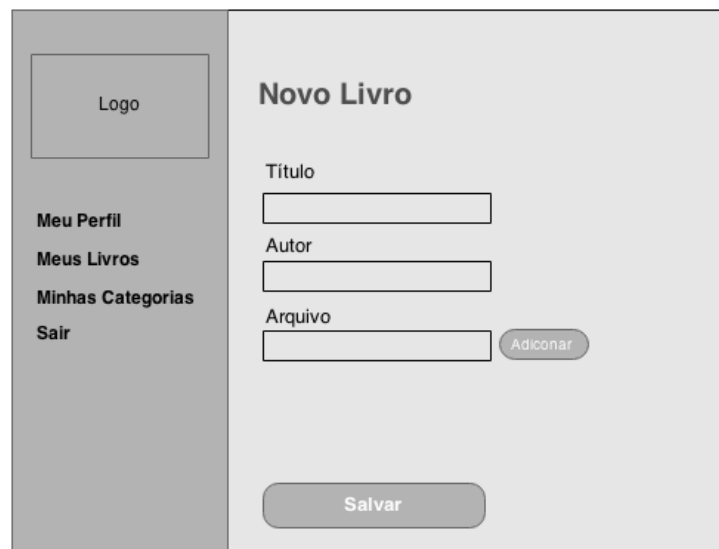 Logo
Meu Perfil
Meus Livros
Minhas Categorias
Sair
Novo Livro
Título
Autor
Arquivo
Adiconar
Salvar